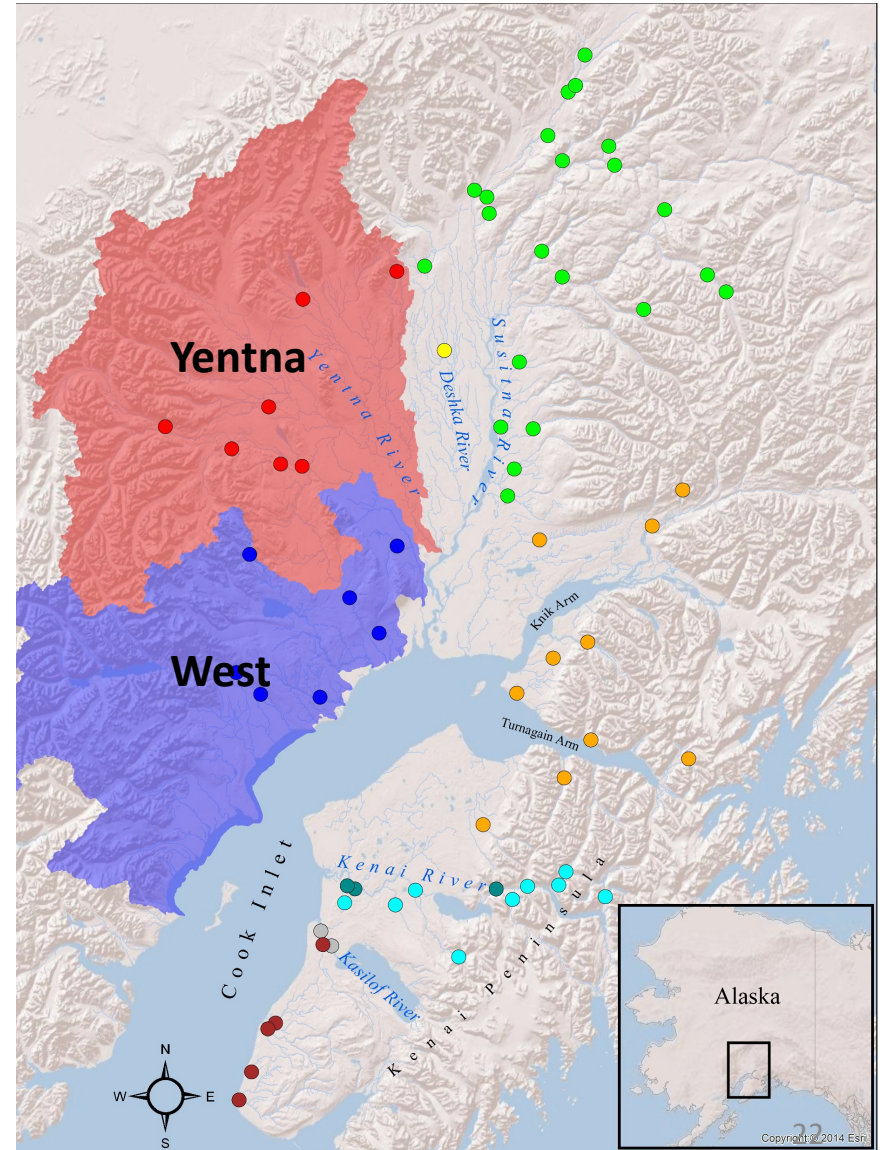 Yentna
Yentna River
Susitna River
Deshka River
West
Knik Arm
Turnagain Arm
Cook Inlet
Kenai River
Kenai Peninsula
Kasilof River
N
W
E
S
Alaska
22
Copyright:© 2014 Esri